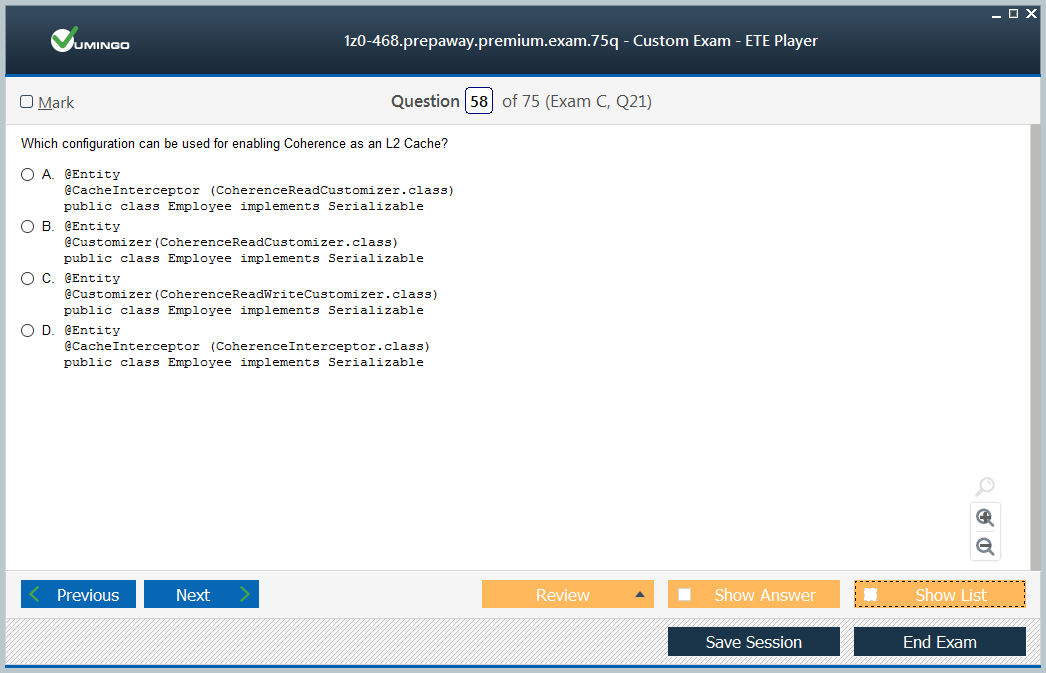 VUMINGO
1z0-468.prepaway.premium.exam.75q - Custom Exam - ETE Player
Mark
Question 58 of 75 (Exam C, Q21)
Which configuration can be used for enabling Coherence as an L2 Cache?
A. @Entity
@CacheInterceptor (CoherenceReadCustomizer.class)
public class Employee implements Serializable
B. @Entity
@Customizer(CoherenceReadCustomizer.class)
public class Employee implements Serializable
C. @Entity
@Customizer(CoherenceReadWriteCustomizer.class)
public class Employee implements Serializable
D. @Entity
@CacheInterceptor (CoherenceInterceptor.class)
public class Employee implements Serializable
Previous Next Review Show Answer Show List
Save Session End Exam